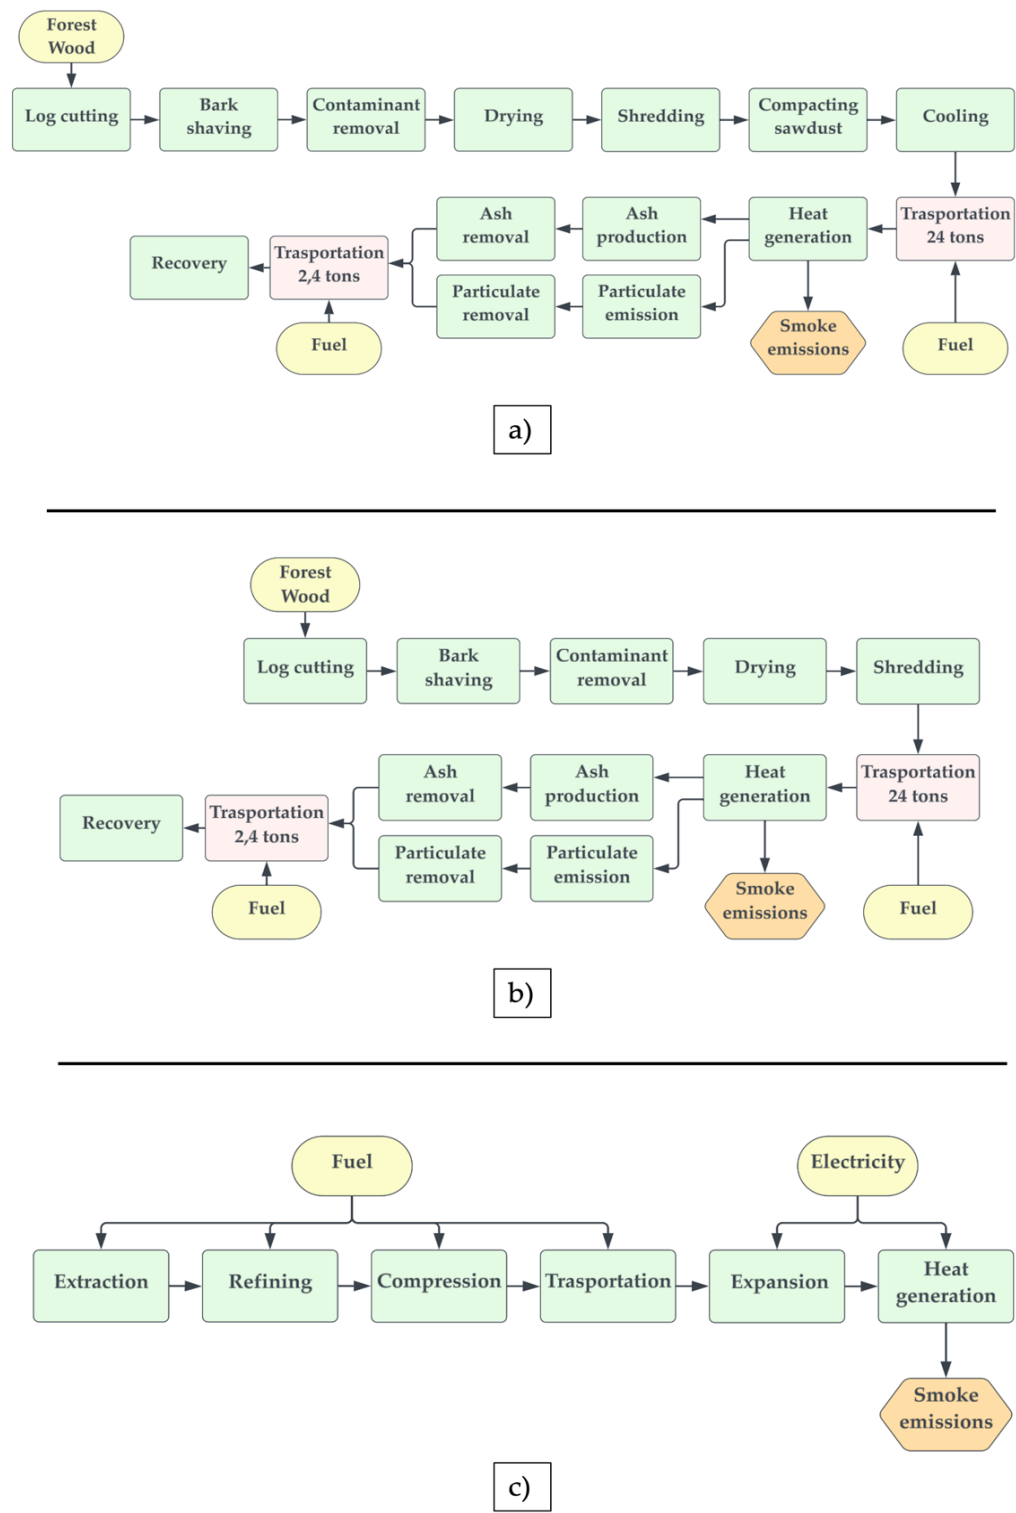 Forest
Wood
Log cutting
Bark
shaving
Contaminant
removal
Drying
Shredding
Compacting
sawdust
Cooling
Recovery
Trasportation
2,4 tons
Ash
removal
Ash
production
Heat
generation
Trasportation
24 tons
Particulate
removal
Particulate
emission
Fuel
Smoke
emissions
Fuel
a)
Forest
Wood
Log cutting
Bark
shaving
Contaminant
removal
Drying
Shredding
Recovery
Trasportation
2,4 tons
Ash
removal
Ash
production
Heat
generation
Trasportation
24 tons
Particulate
removal
Particulate
emission
Fuel
Smoke
emissions
Fuel
b)
Fuel
Electricity
Extraction
Refining
Compression
Trasportation
Expansion
Heat
generation
Smoke
emissions
c)